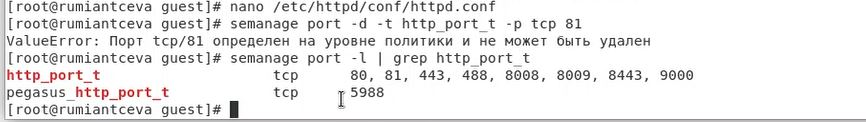 [root@rumiantceva guest]# nano /etc/httpd/conf/httpd.conf
[root@rumiantceva guest]# semanage port -d -t http_port_t -p tcp 81
ValueError: Порт tcp/81 определен на уровне политики и не может быть удален
[root@rumiantceva guest]# semanage port -l | grep http_port_t
http_port_t                    tcp      80, 81, 443, 488, 8008, 8009, 8443, 9000
pegasus_http_port_t            tcp      5988
[root@rumiantceva guest]#